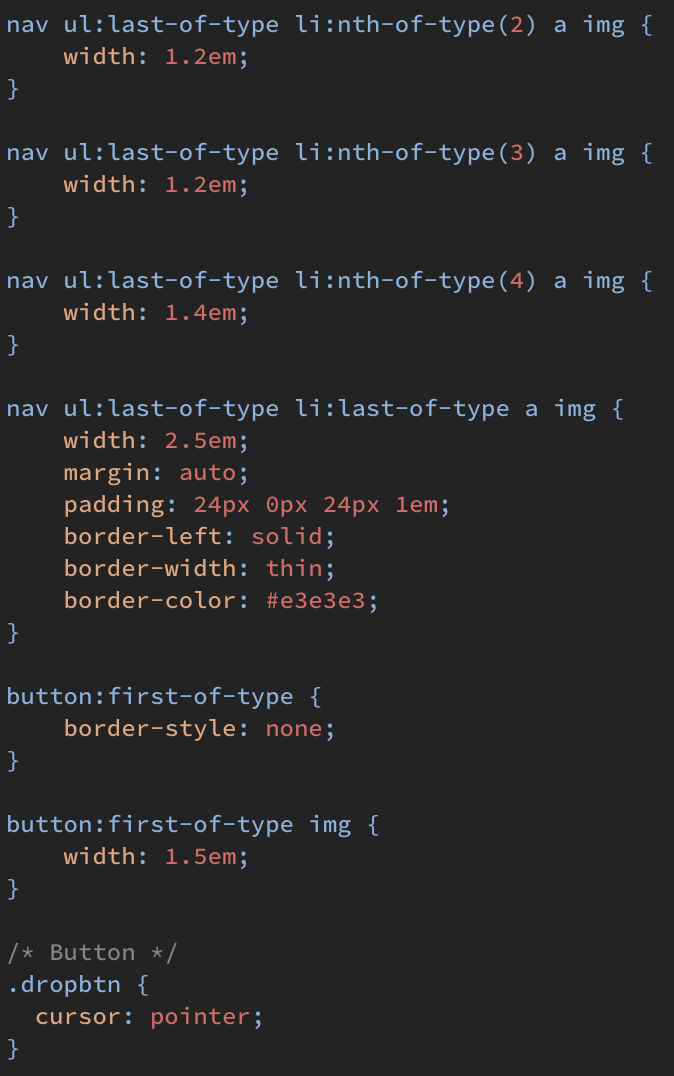 nav ul:last-of-type li:nth-of-type(2) a img {
    width: 1.2em;
}

nav ul:last-of-type li:nth-of-type(3) a img {
    width: 1.2em;
}

nav ul:last-of-type li:nth-of-type(4) a img {
    width: 1.4em;
}

nav ul:last-of-type li:last-of-type a img {
    width: 2.5em;
    margin: auto;
    padding: 24px 0px 24px 1em;
    border-left: solid;
    border-width: thin;
    border-color: #e3e3e3;
}

button:first-of-type {
    border-style: none;
}

button:first-of-type img {
    width: 1.5em;
}

/* Button */
.dropbtn {
  cursor: pointer;
}